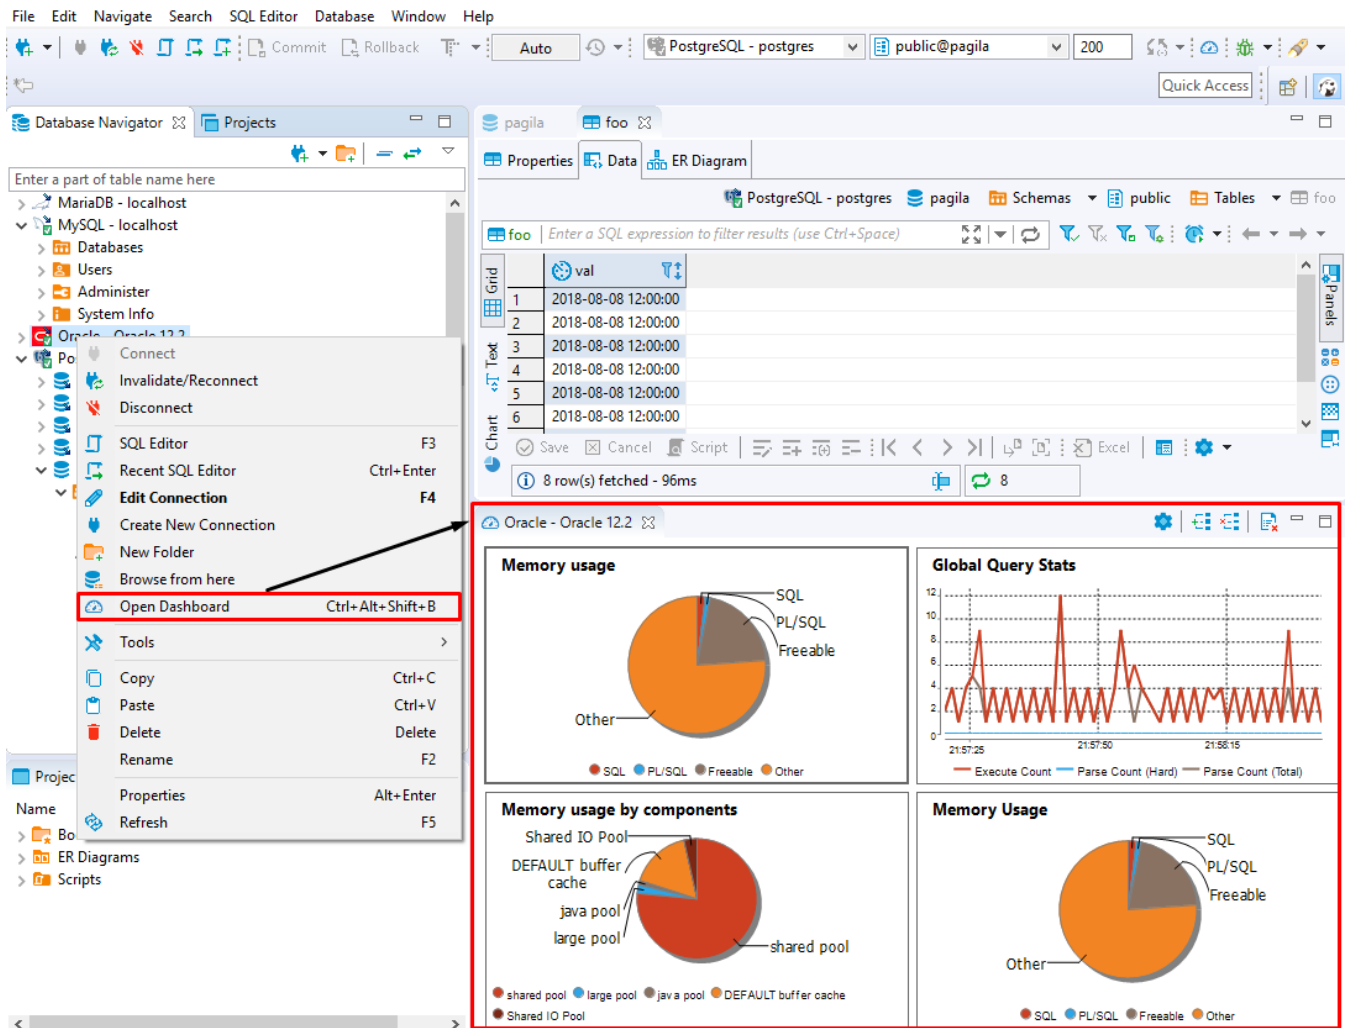 File Edit Navigate Search SQL Editor Database Window Help
Commit Rollback Auto PostgreSQL - postgres public@pagila 200
Quick Access
Database Navigator Projects
Enter a part of table name here
MariaDB - localhost
MySQL - localhost
Databases
Users
Administer
System Info
Oracle - Oracle 12.2
Connect
Invalidate/Reconnect
Disconnect
SQL Editor F3
Recent SQL Editor Ctrl+Enter
Edit Connection F4
Create New Connection
New Folder
Browse from here
Open Dashboard Ctrl+Alt+Shift+B
Tools
Copy Ctrl+C
Paste Ctrl+V
Delete Delete
Rename F2
Properties Alt+Enter
Refresh F5
Name
ER Diagrams
Scripts
pagila foo
Properties Data ER Diagram
PostgreSQL - postgres pagila Schemas public Tables foo
foo Enter a SQL expression to filter results (use Ctrl+Space)
Grid
Text
Chart
Panels
val
1 2018-08-08 12:00:00
2 2018-08-08 12:00:00
3 2018-08-08 12:00:00
4 2018-08-08 12:00:00
5 2018-08-08 12:00:00
6 2018-08-08 12:00:00
Save Cancel Script Excel
8 row(s) fetched - 96ms 8
Oracle - Oracle 12.2
Memory usage
SQL
PL/SQL
Freeable
Other
SQL PL/SQL Freeable Other
Global Query Stats
12
10
8
6
4
2
0
21:57:25 21:57:50 21:58:15
Execute Count Parse Count (Hard) Parse Count (Total)
Memory usage by components
Shared IO Pool
DEFAULT buffer
cache
java pool
large pool
shared pool
shared pool large pool java pool DEFAULT buffer cache
Shared IO Pool
Memory Usage
SQL
PL/SQL
Freeable
Other
SQL PL/SQL Freeable Other